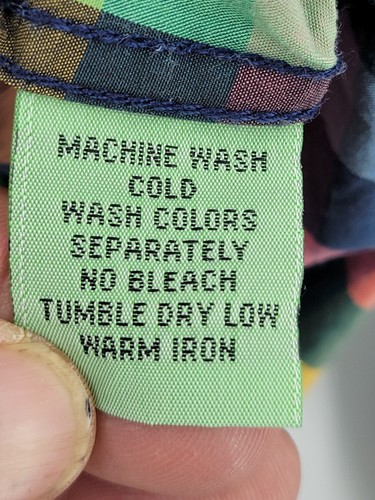 MACHINE WASH
COLD
WASH COLORS
SEPARATELY
NO BLEACH
TUMBLE DRY LOW
WARM IRON